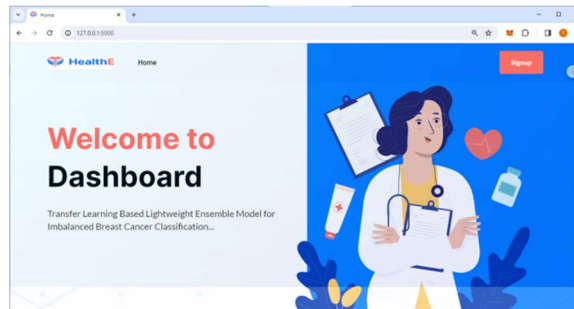 Home
127.0.0.1:5000
HealthE
Home
Signup
Welcome to
Dashboard
Transfer Learning Based Lightweight Ensemble Model for
Imbalanced Breast Cancer Classification...